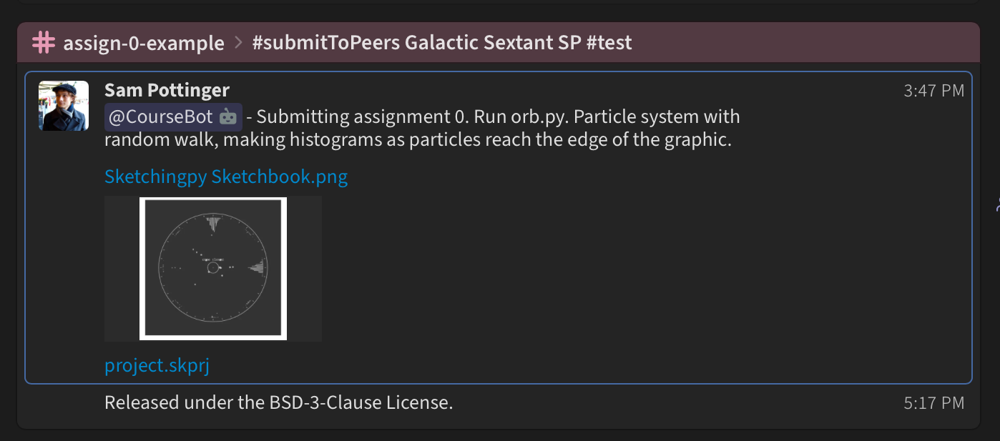 assign-0-example > #submitToPeers Galactic Sextant SP #test
Sam Pottinger
3:47 PM
@CourseBot - Submitting assignment 0. Run orb.py. Particle system with
random walk, making histograms as particles reach the edge of the graphic.
Sketchingpy Sketchbook.png
project.skprj
Released under the BSD-3-Clause License.
5:17 PM